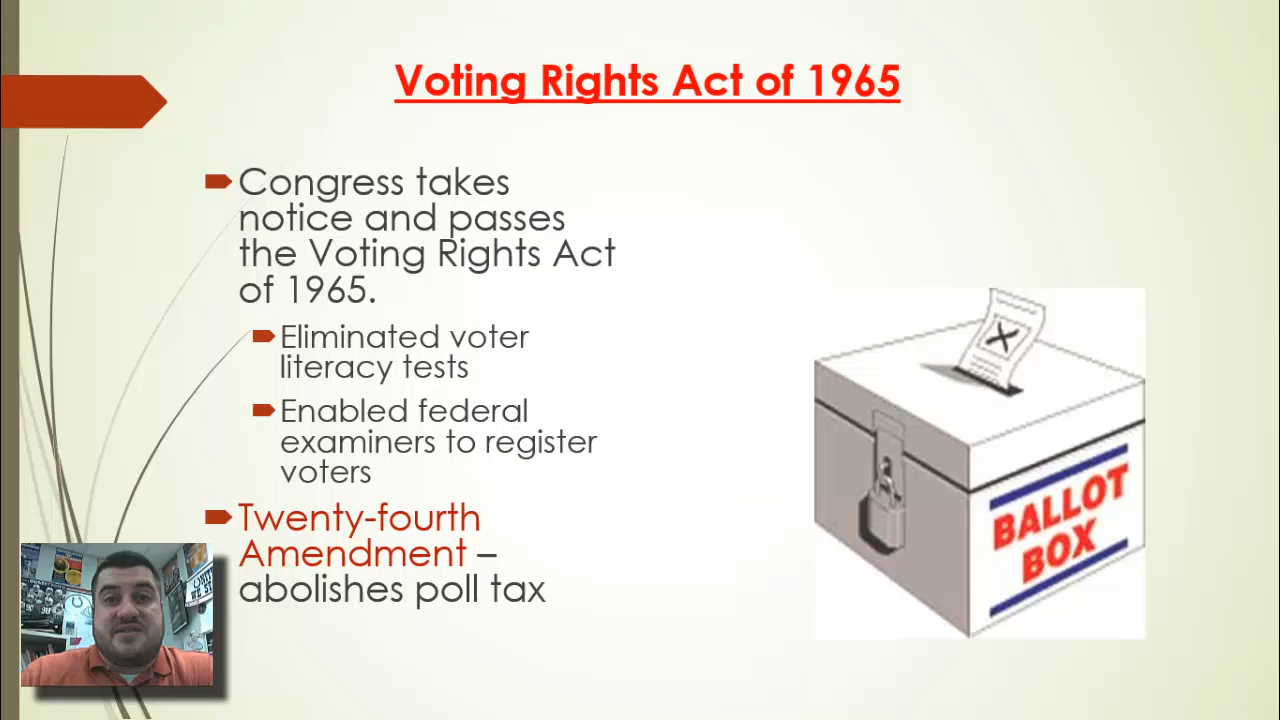 Voting Rights Act of 1965
Congress takes
notice and passes
the Voting Rights Act
of 1965.
Eliminated voter
literacy tests
Enabled federal
examiners to register
voters
Twenty-fourth
Amendment –
abolishes poll tax
BALLOT
BOX